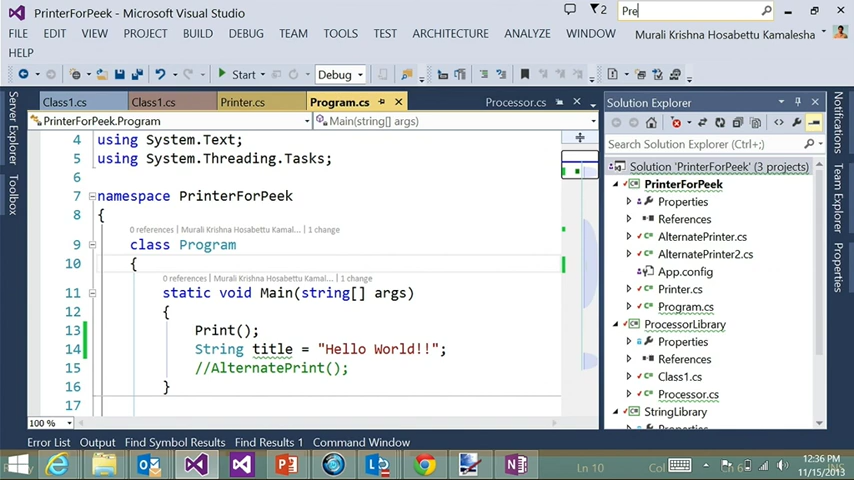 PrinterForPeek - Microsoft Visual Studio
2
Pre
FILE EDIT VIEW PROJECT BUILD DEBUG TEAM TOOLS TEST ARCHITECTURE ANALYZE WINDOW
Murali Krishna Hosabettu Kamalesha
HELP
Start Debug
Server Explorer
Toolbox
Class1.cs Class1.cs Printer.cs Program.cs Processor.cs
PrinterForPeek.Program Main(string[] args)
4 using System.Text;
5 using System.Threading.Tasks;
6
7 namespace PrinterForPeek
8 {
0 references | Murali Krishna Hosabettu Kamal... | 1 change
9 class Program
10 {
0 references | Murali Krishna Hosabettu Kamal... | 1 change
11 static void Main(string[] args)
12 {
13 Print();
14 String title = "Hello World!!";
15 //AlternatePrint();
16 }
17
100 %
Solution Explorer
Search Solution Explorer (Ctrl+;)
Solution 'PrinterForPeek' (3 projects)
PrinterForPeek
Properties
References
AlternatePrinter.cs
AlternatePrinter2.cs
App.config
Printer.cs
Program.cs
ProcessorLibrary
Properties
References
Class1.cs
Processor.cs
StringLibrary
Properties
Notifications
Team Explorer
Properties
Error List Output Find Symbol Results Find Results 1 Command Window
Ready Ln 10 Col 6 INS
12:36 PM
11/15/2013